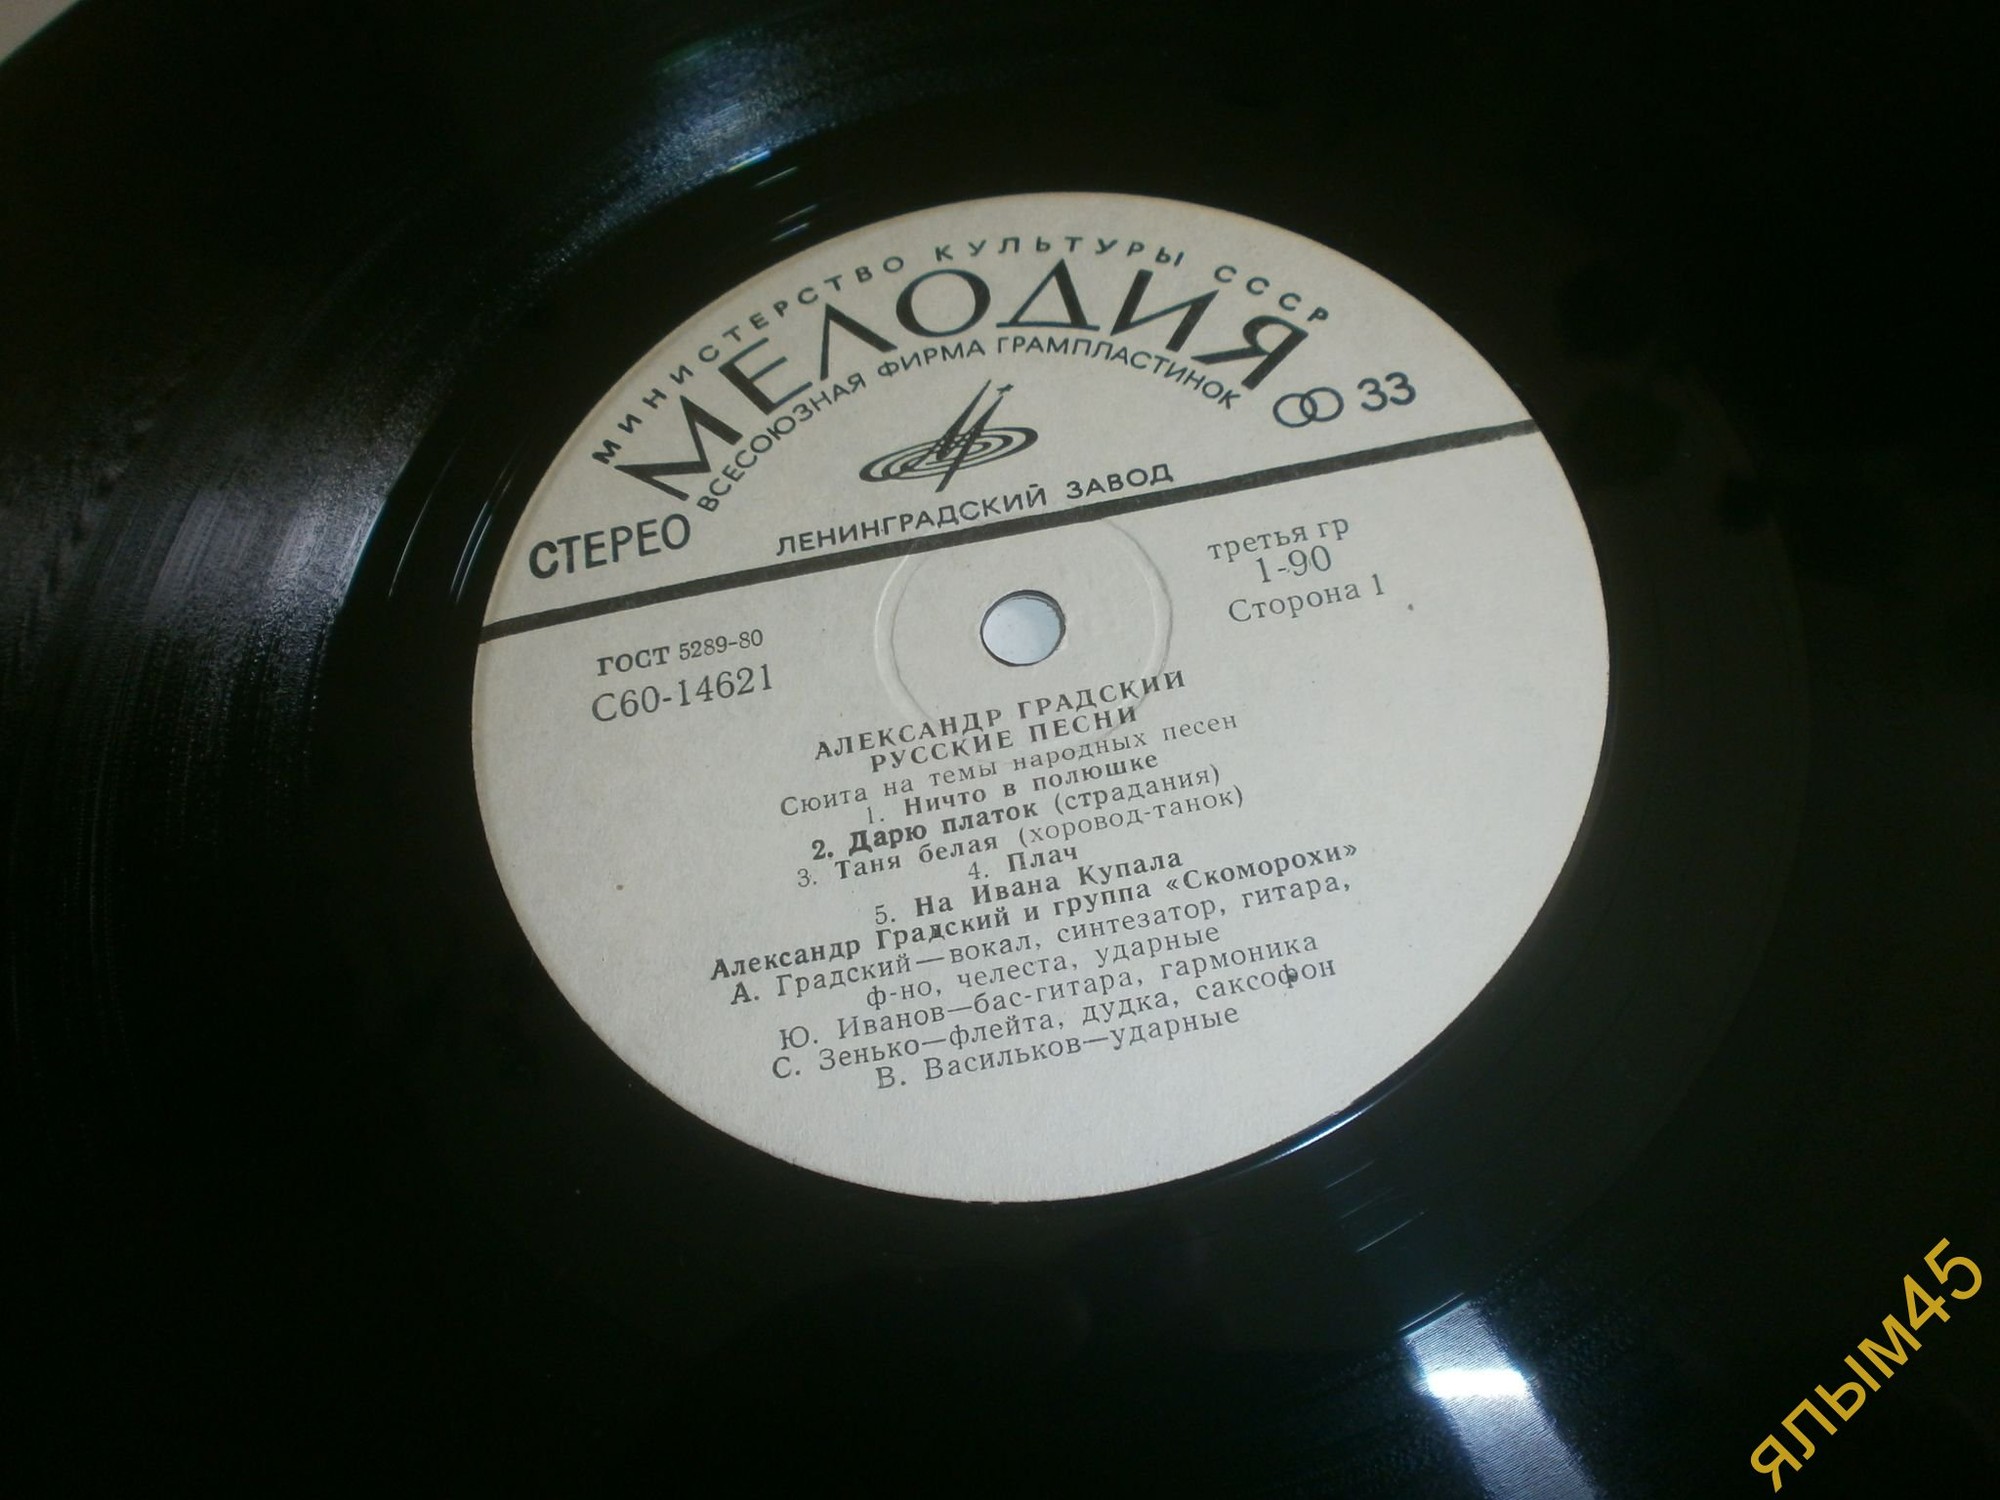 МИНИСТЕРСТВО КУЛЬТУРЫ СССР
МЕЛОДИЯ
ВСЕСОЮЗНАЯ ФИРМА ГРАМПЛАСТИНОК
33
СТЕРЕО
ЛЕНИНГРАДСКИЙ ЗАВОД
третья гр
1-90
Сторона 1
ГОСТ 5289-80
С60-14621
АЛЕКСАНДР ГРАДСКИЙ
РУССКИЕ ПЕСНИ
Сюита на темы народных песен
1. Ничто в полюшке
2. Дарю платок (страдания)
3. Таня белая (хоровод-танок)
4. Плач
5. На Ивана Купала
Александр Градский и группа «Скоморохи»
А. Градский—вокал, синтезатор, гитара,
ф-но, челеста, ударные
Ю. Иванов—бас-гитара, гармоника
С. Зенько—флейта, дудка, саксофон
В. Васильков—ударные
ялым45